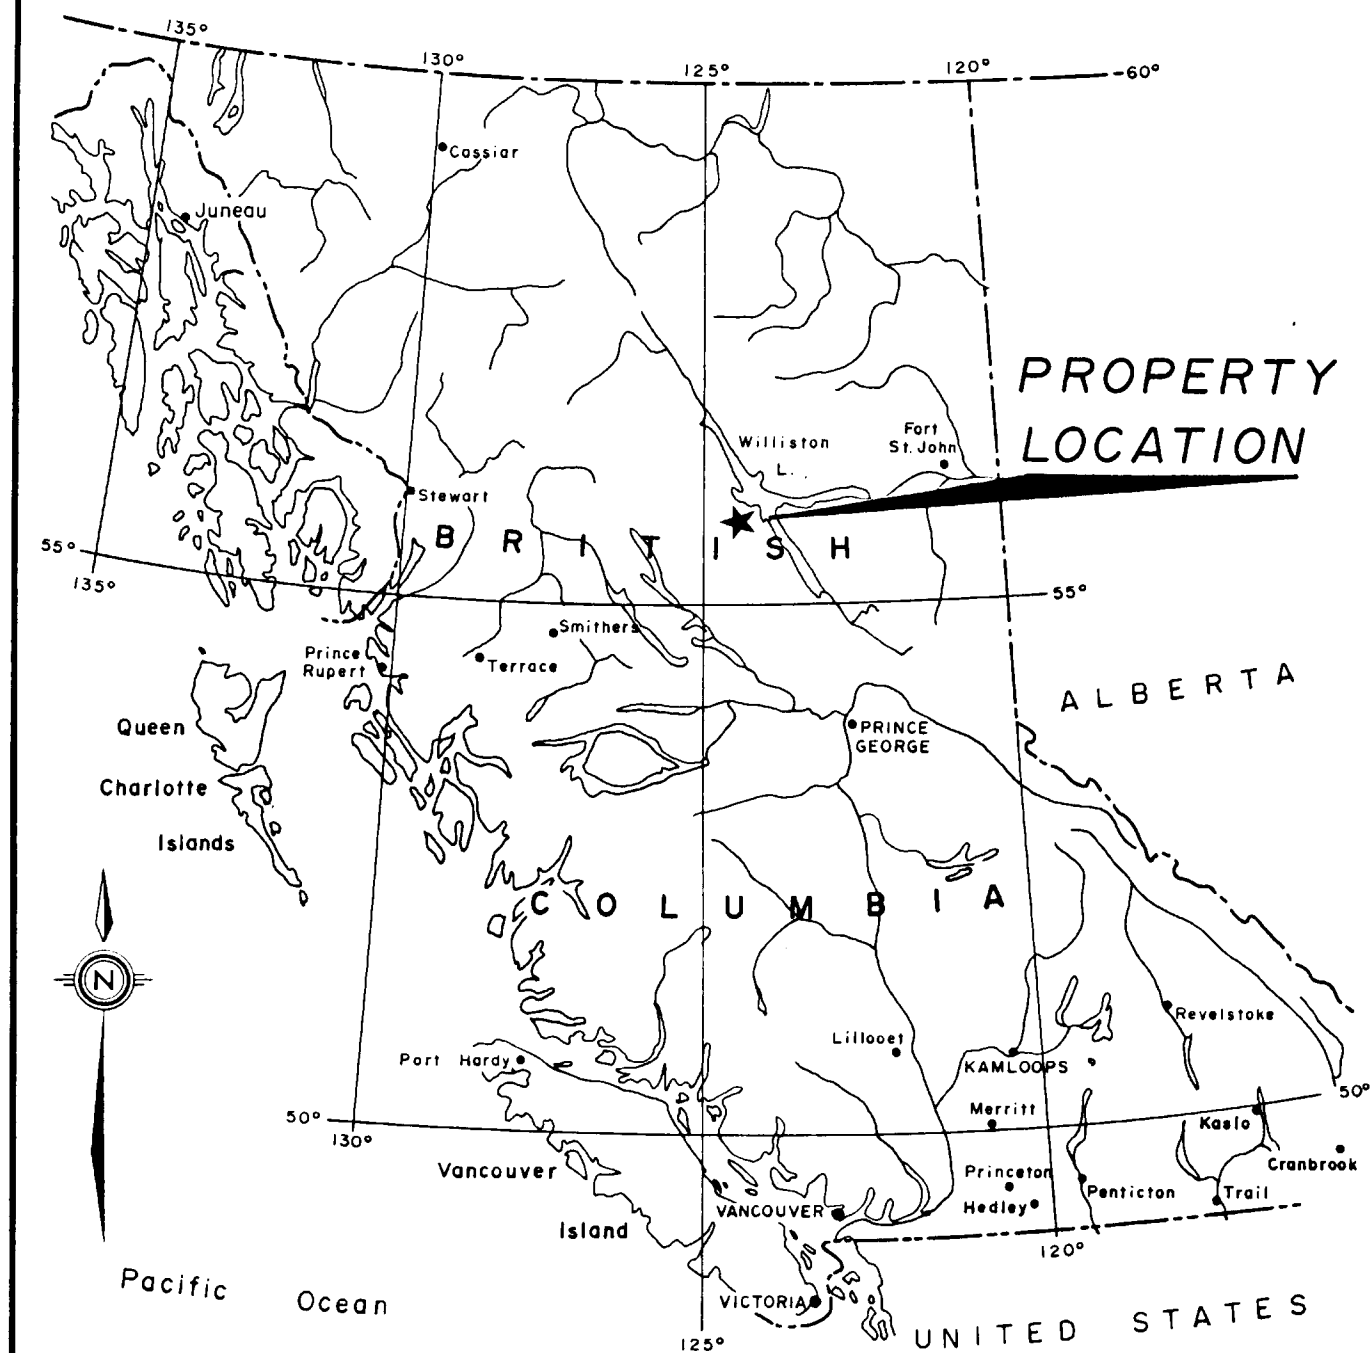 135°
130°
125°
120°
60°
Cassiar
Juneau
PROPERTY
LOCATION
Williston
L.
Fort
St. John
Stewart
BRITISH
55°
135°
55°
Smithers
Prince
Rupert
Terrace
ALBERTA
Queen
Charlotte
Islands
PRINCE
GEORGE
COLUMBIA
N
Revelstoke
Lillooet
Port Hardy
KAMLOOPS
50°
Merritt
50°
130°
Kaslo
Vancouver
Island
Princeton
Cranbrook
Hedley
Penticton
Trail
VANCOUVER
120°
Pacific Ocean
VICTORIA
UNITED STATES
125°